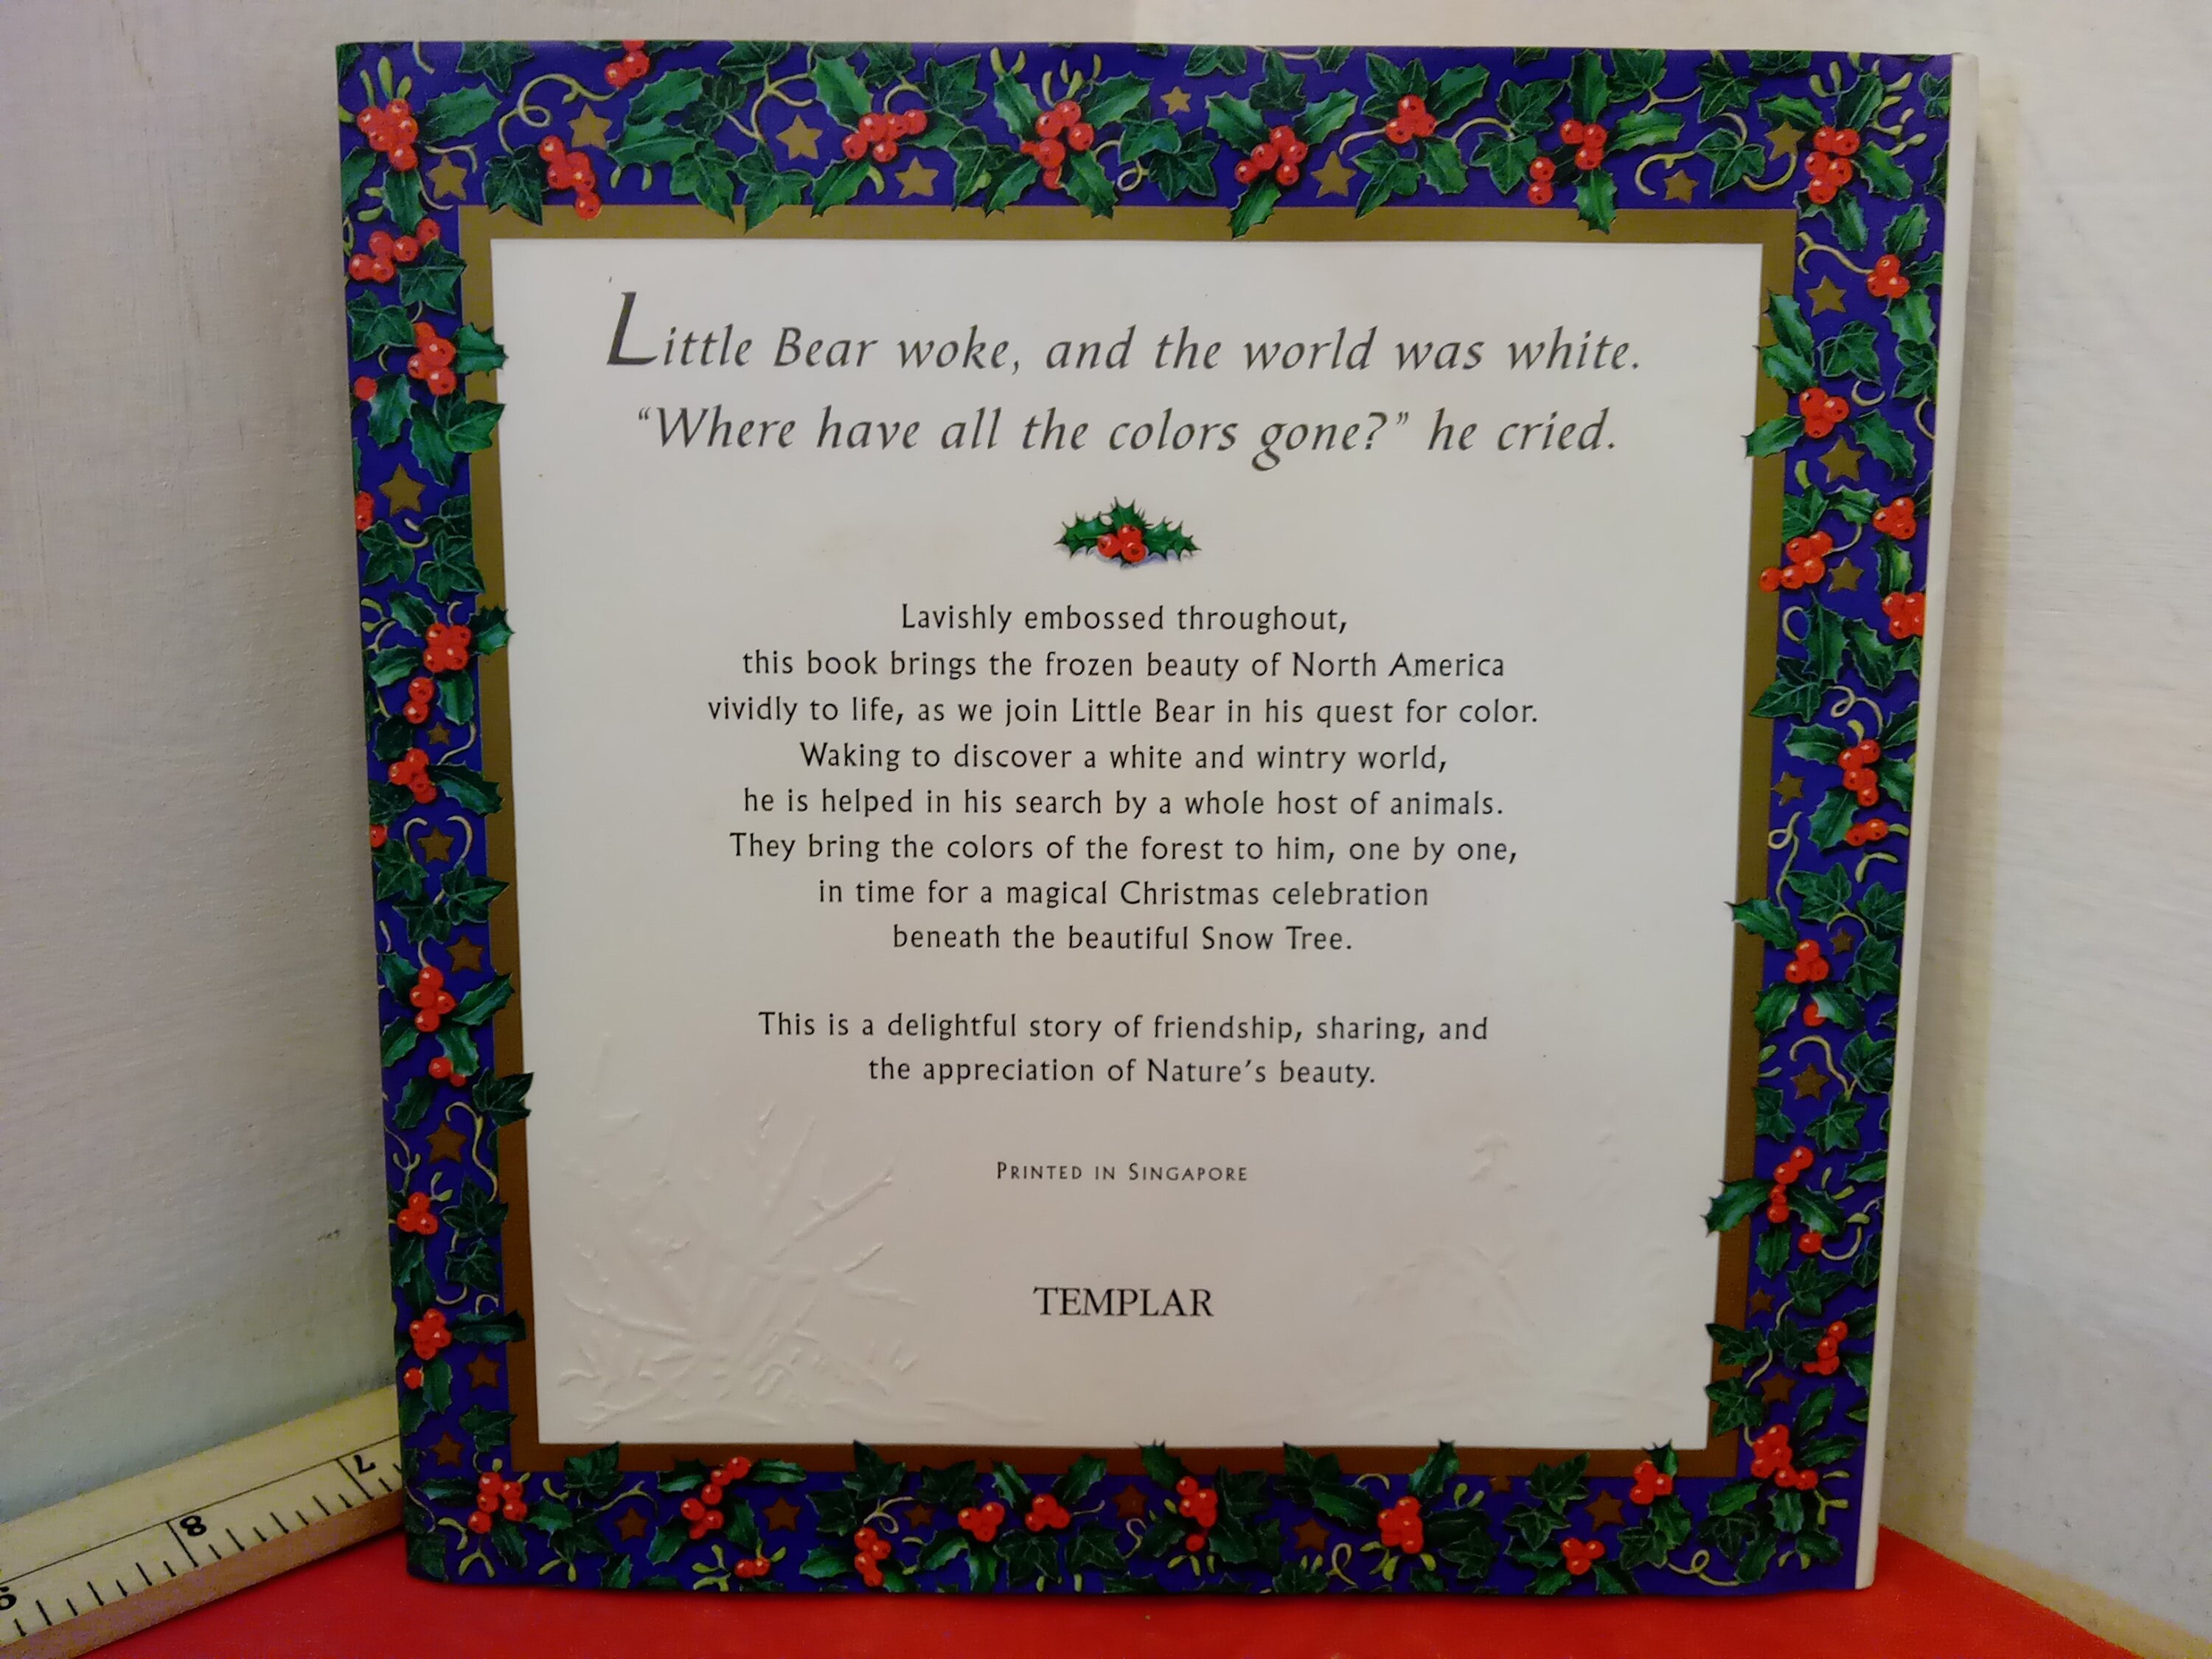 Little Bear woke, and the world was white.
“Where have all the colors gone?” he cried.
Lavishly embossed throughout,
this book brings the frozen beauty of North America
vividly to life, as we join Little Bear in his quest for color.
Waking to discover a white and wintry world,
he is helped in his search by a whole host of animals.
They bring the colors of the forest to him, one by one,
in time for a magical Christmas celebration
beneath the beautiful Snow Tree.
This is a delightful story of friendship, sharing, and
the appreciation of Nature’s beauty.
PRINTED IN SINGAPORE
TEMPLAR
7
8
9